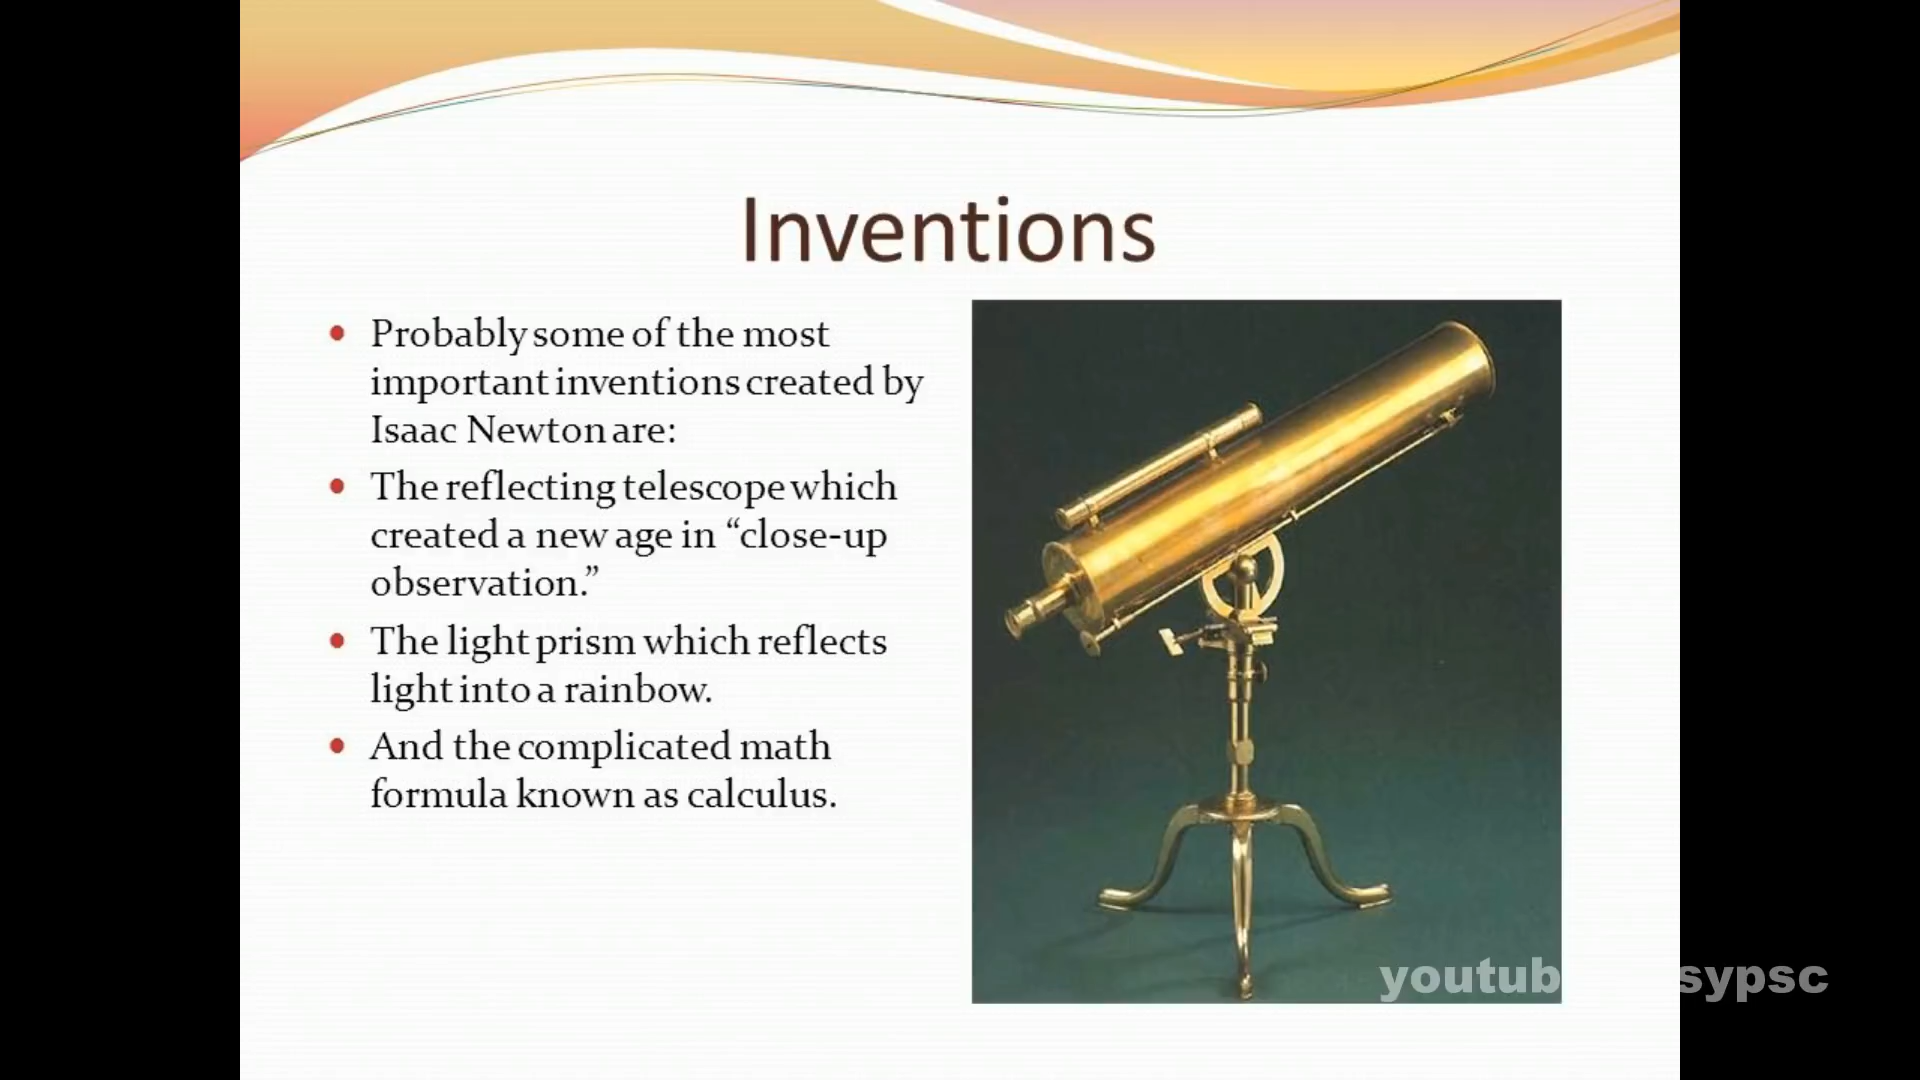 Inventions
Probably some of the most
important inventions created by
Isaac Newton are:
The reflecting telescope which
created a new age in “close-up
observation.”
The light prism which reflects
light into a rainbow.
And the complicated math
formula known as calculus.